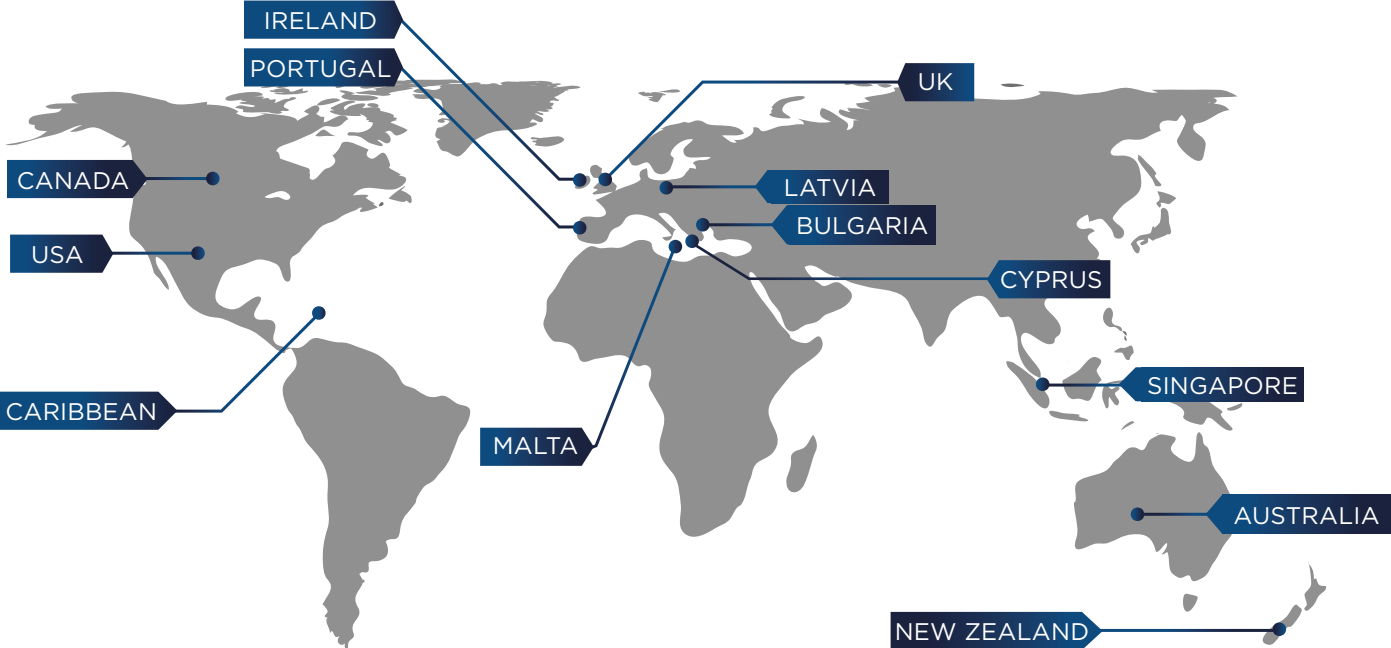 IRELAND
PORTUGAL
UK
CANADA
LATVIA
BULGARIA
USA
CYPRUS
SINGAPORE
CARIBBEAN
MALTA
AUSTRALIA
NEW ZEALAND